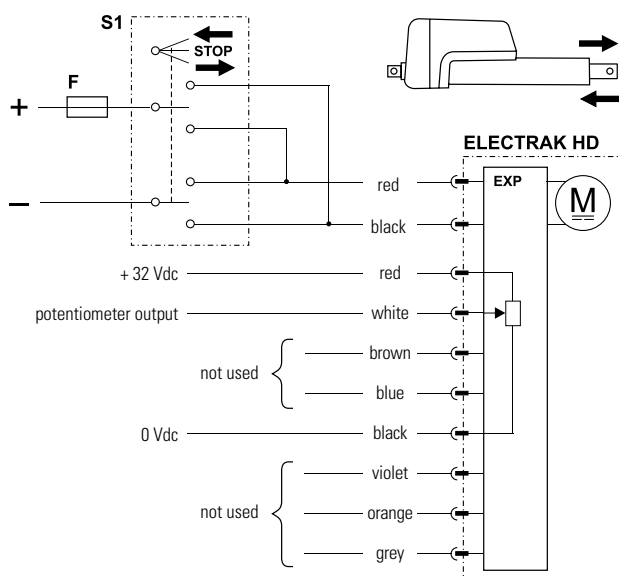 S1
STOP
F
+
–
ELECTRAK HD
red
EXP
M
black
+ 32 Vdc
red
potentiometer output
white
brown
not used
blue
0 Vdc
black
violet
not used
orange
grey